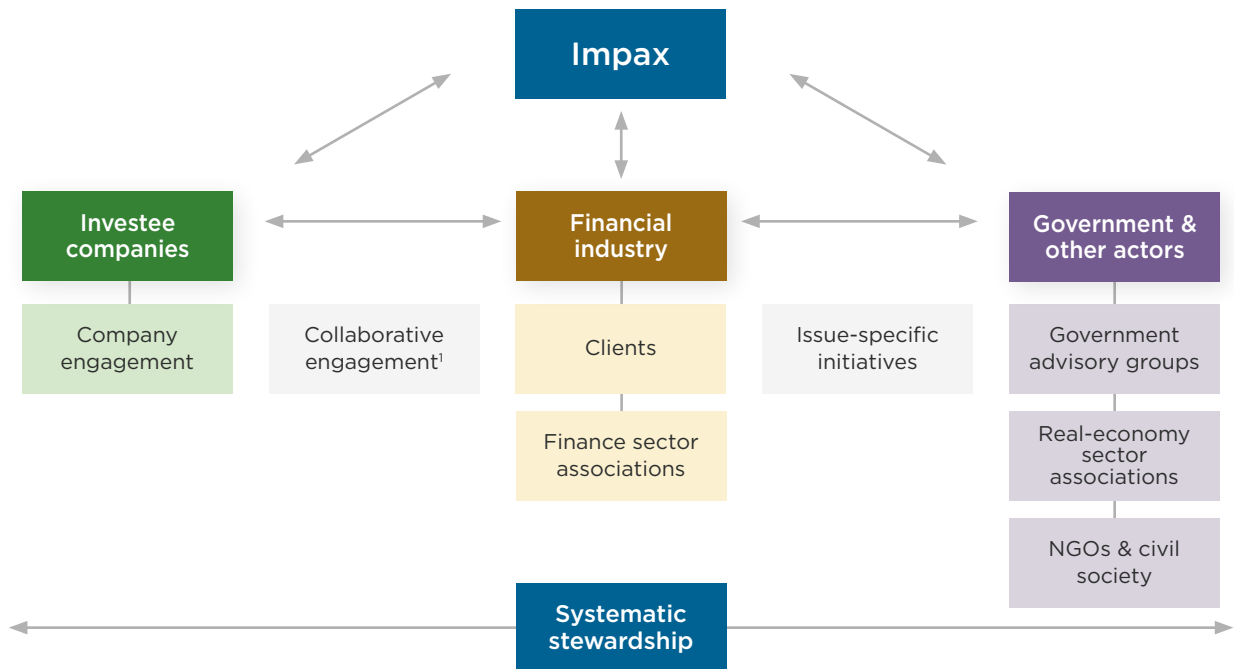 Impax
Investee
companies
Financial
industry
Government &
other actors
Company
engagement
Collaborative
engagement¹
Clients
Issue-specific
initiatives
Government
advisory groups
Finance sector
associations
Real-economy
sector
associations
NGOs & civil
society
Systematic
stewardship